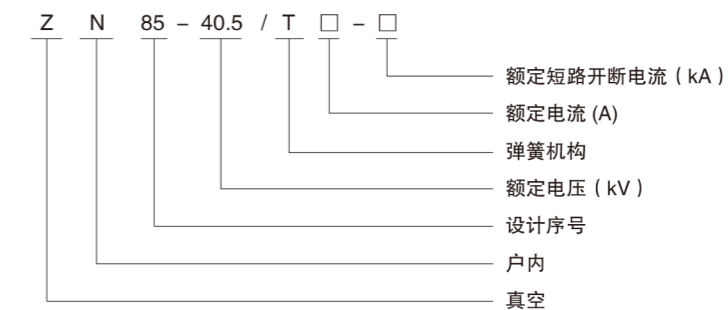 Z N 85 – 40.5 / T □ – □
额定短路开断电流（kA）
额定电流 (A)
弹簧机构
额定电压（kV）
设计序号
户内
真空